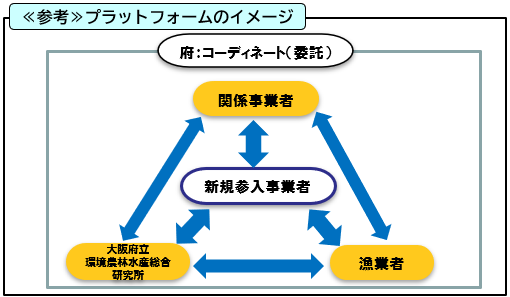 ≪参考≫プラットフォームのイメージ
府：コーディネート（委託）
関係事業者
新規参入事業者
大阪府立
環境農林水産総合
研究所
漁業者